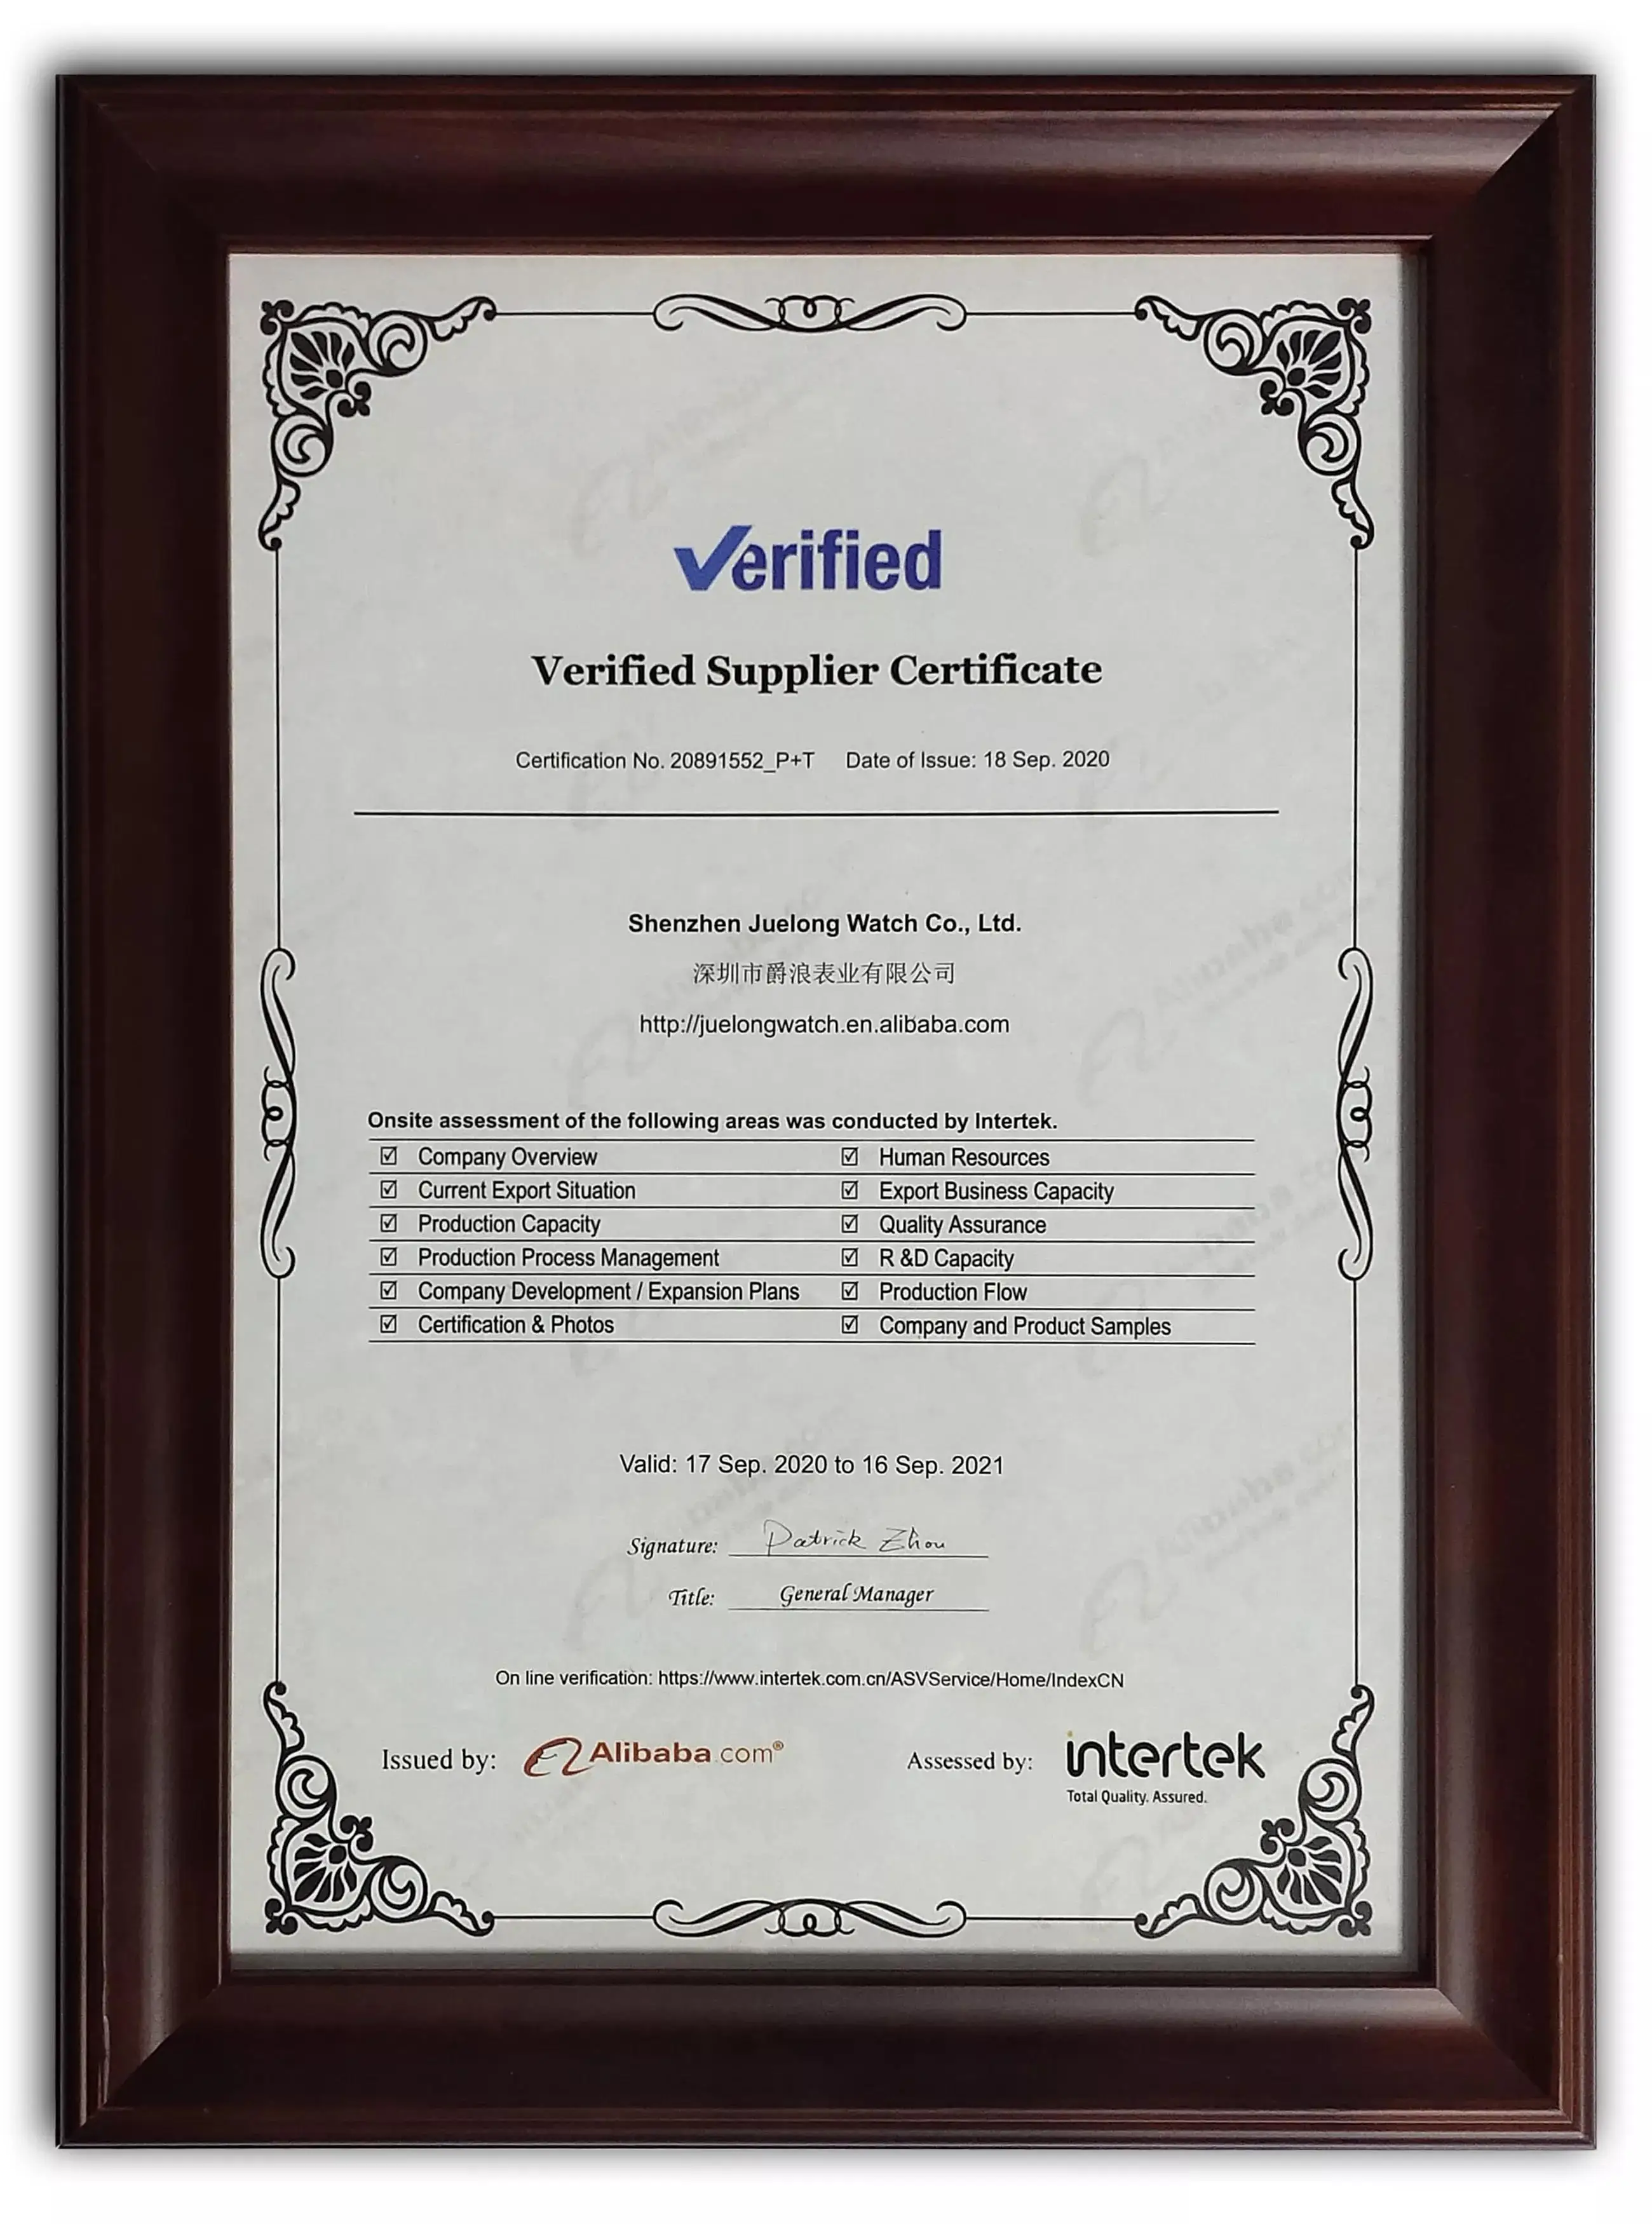 Verified
Verified Supplier Certificate
Certification No. 20891552_P+T Date of Issue: 18 Sep. 2020
Shenzhen Juelong Watch Co., Ltd.
深圳市爵浪表业有限公司
http://juelongwatch.en.alibaba.com
Onsite assessment of the following areas was conducted by Intertek.
☑ Company Overview ☑ Human Resources
☑ Current Export Situation ☑ Export Business Capacity
☑ Production Capacity ☑ Quality Assurance
☑ Production Process Management ☑ R &D Capacity
☑ Company Development / Expansion Plans ☑ Production Flow
☑ Certification & Photos ☑ Company and Product Samples
Valid: 17 Sep. 2020 to 16 Sep. 2021
Signature: Patrick Zhou
Title: General Manager
On line verification: https://www.intertek.com.cn/ASVService/Home/IndexCN
Issued by: Alibaba.com® Assessed by: intertek
Total Quality. Assured.